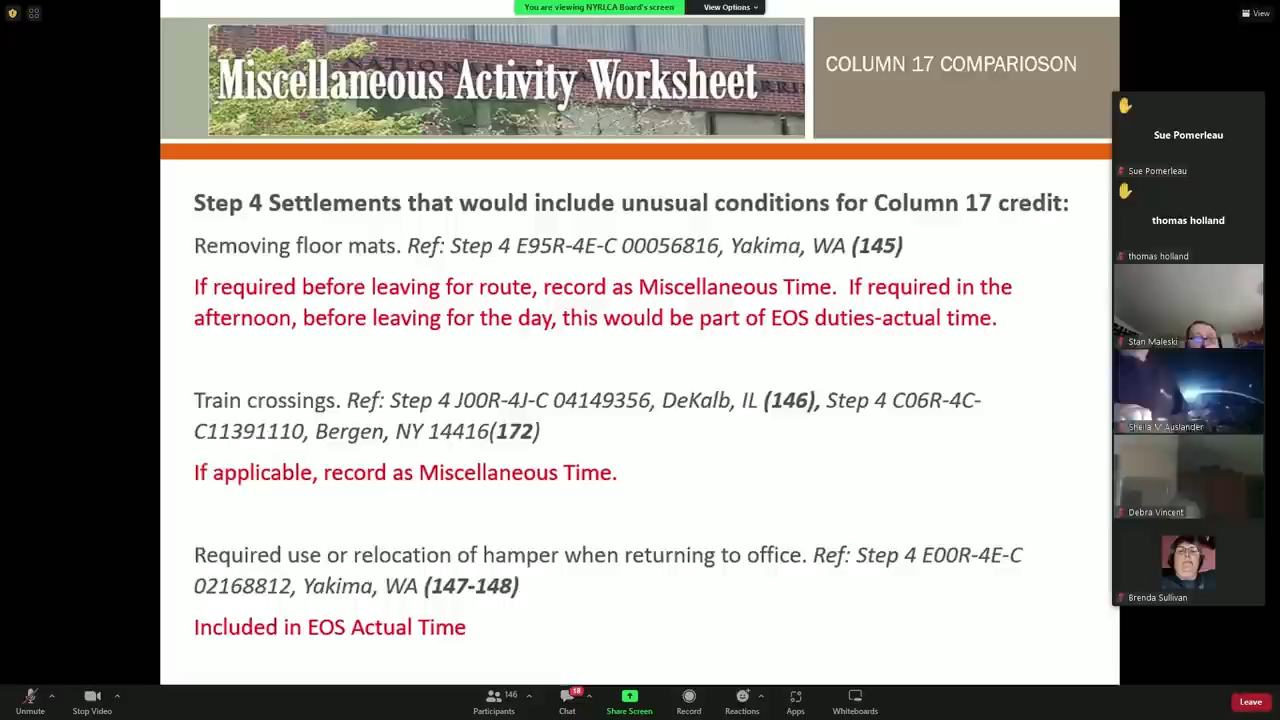 You are viewing NYRLCA Board's screen
View Options
View
Miscellaneous Activity Worksheet
COLUMN 17 COMPARIOSON
Step 4 Settlements that would include unusual conditions for Column 17 credit:
Removing floor mats. Ref: Step 4 E95R-4E-C 00056816, Yakima, WA (145)
If required before leaving for route, record as Miscellaneous Time. If required in the
afternoon, before leaving for the day, this would be part of EOS duties-actual time.
Train crossings. Ref: Step 4 J00R-4J-C 04149356, DeKalb, IL (146), Step 4 C06R-4C-
C11391110, Bergen, NY 14416(172)
If applicable, record as Miscellaneous Time.
Required use or relocation of hamper when returning to office. Ref: Step 4 E00R-4E-C
02168812, Yakima, WA (147-148)
Included in EOS Actual Time
Sue Pomerleau
Sue Pomerleau
thomas holland
thomas holland
Stan Maleski
Sheila M Auslander
Debra Vincent
Brenda Sullivan
Unmute
Stop Video
146
Participants
18
Chat
Share Screen
Record
Reactions
Apps
Whiteboards
Leave